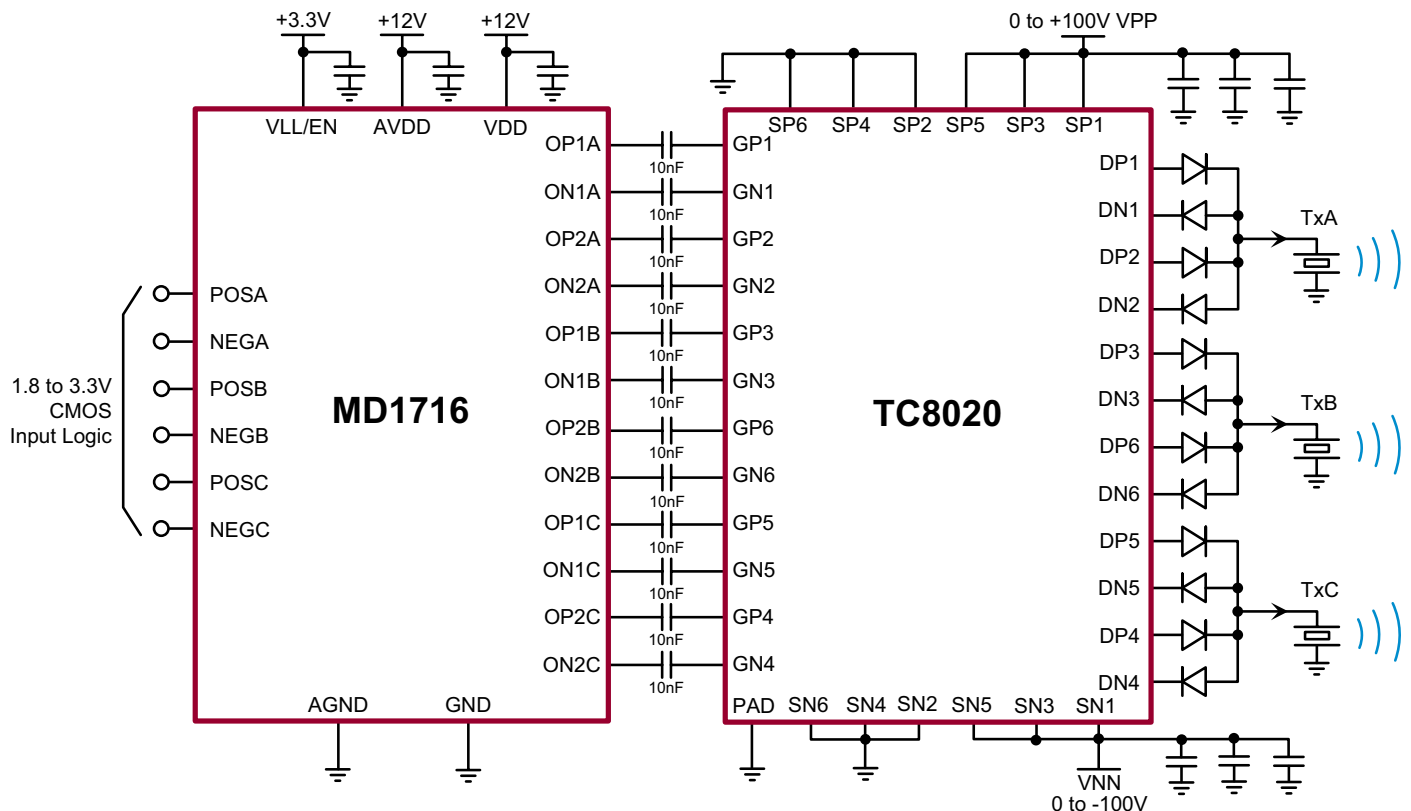 +3.3V
+12V
+12V
0 to +100V VPP
VLL/EN
AVDD
VDD
SP6
SP4
SP2
SP5
SP3
SP1
OP1A
10nF
GP1
ON1A
10nF
GN1
OP2A
10nF
GP2
ON2A
10nF
GN2
OP1B
10nF
GP3
ON1B
10nF
GN3
OP2B
10nF
GP6
ON2B
10nF
GN6
OP1C
10nF
GP5
ON1C
10nF
GN5
OP2C
10nF
GP4
ON2C
10nF
GN4
1.8 to 3.3V
CMOS
Input Logic
POSA
NEGA
POSB
NEGB
POSC
NEGC
MD1716
TC8020
DP1
DN1
DP2
DN2
DP3
DN3
DP6
DN6
DP5
DN5
DP4
DN4
TxA
TxB
TxC
AGND
GND
PAD
SN6
SN4
SN2
SN5
SN3
SN1
VNN
0 to -100V